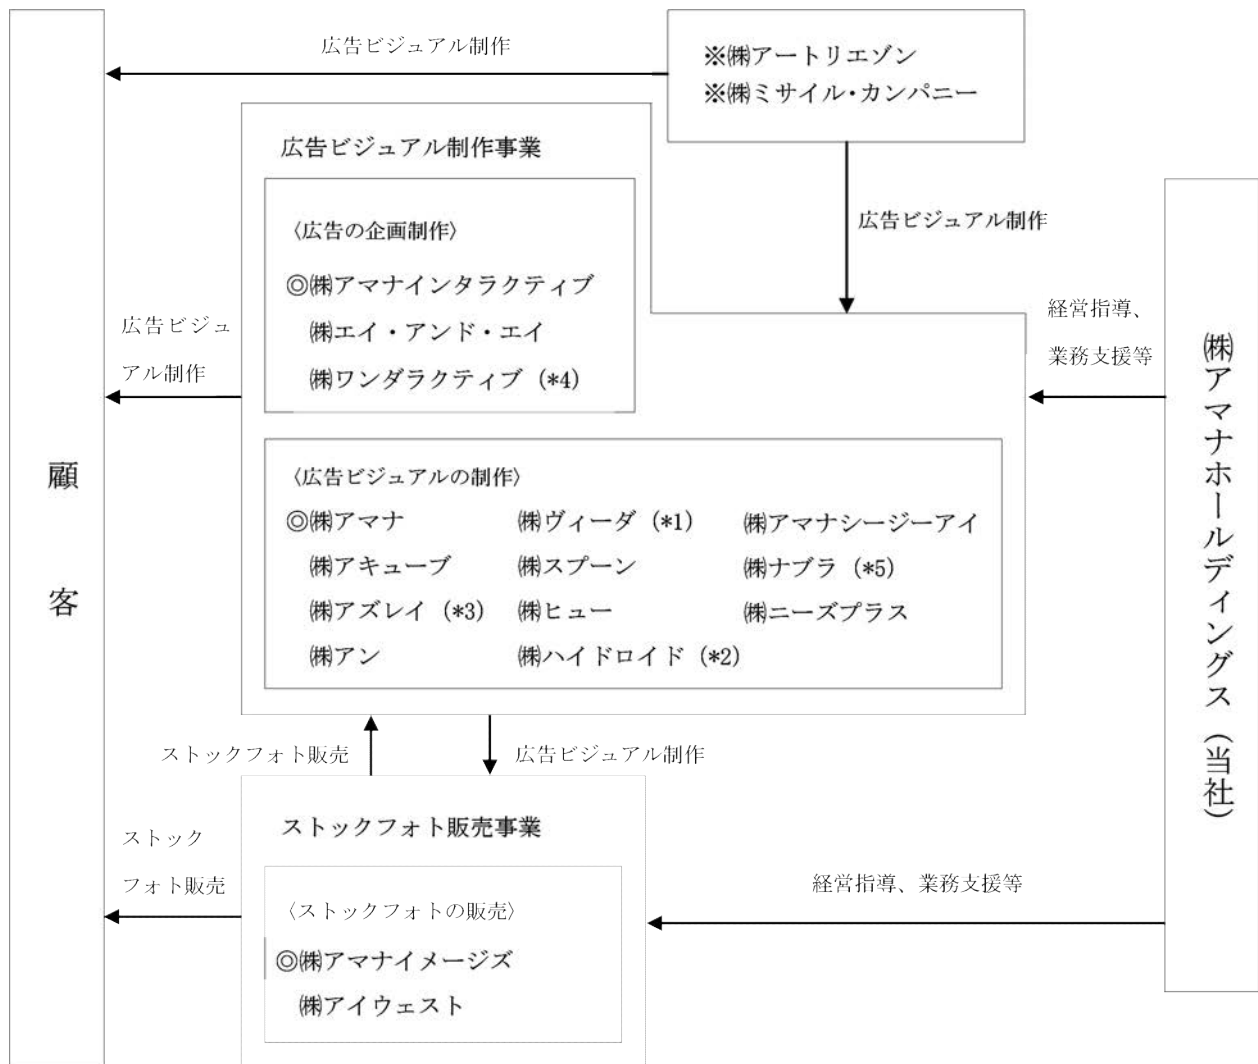 広告ビジュアル制作
※㈱アートリエゾン
※㈱ミサイル・カンパニー
広告ビジュアル制作
広告ビジュアル制作事業
〈広告の企画制作〉
◎㈱アマナインタラクティブ
㈱エイ・アンド・エイ
㈱ワンダラクティブ (*4)
広告ビジュ
アル制作
経営指導、
業務支援等
顧客
㈱アマナホールディングス（当社）
〈広告ビジュアルの制作〉
◎㈱アマナ ㈱ヴィーダ (*1) ㈱アマナシージーアイ
㈱アキューブ ㈱スプーン ㈱ナブラ (*5)
㈱アズレイ (*3) ㈱ヒュー ㈱ニーズプラス
㈱アン ㈱ハイドロイド (*2)
ストックフォト販売 広告ビジュアル制作
ストックフォト販売事業
ストック
フォト販売
〈ストックフォトの販売〉
◎㈱アマナイメージズ
㈱アイウェスト
経営指導、業務支援等